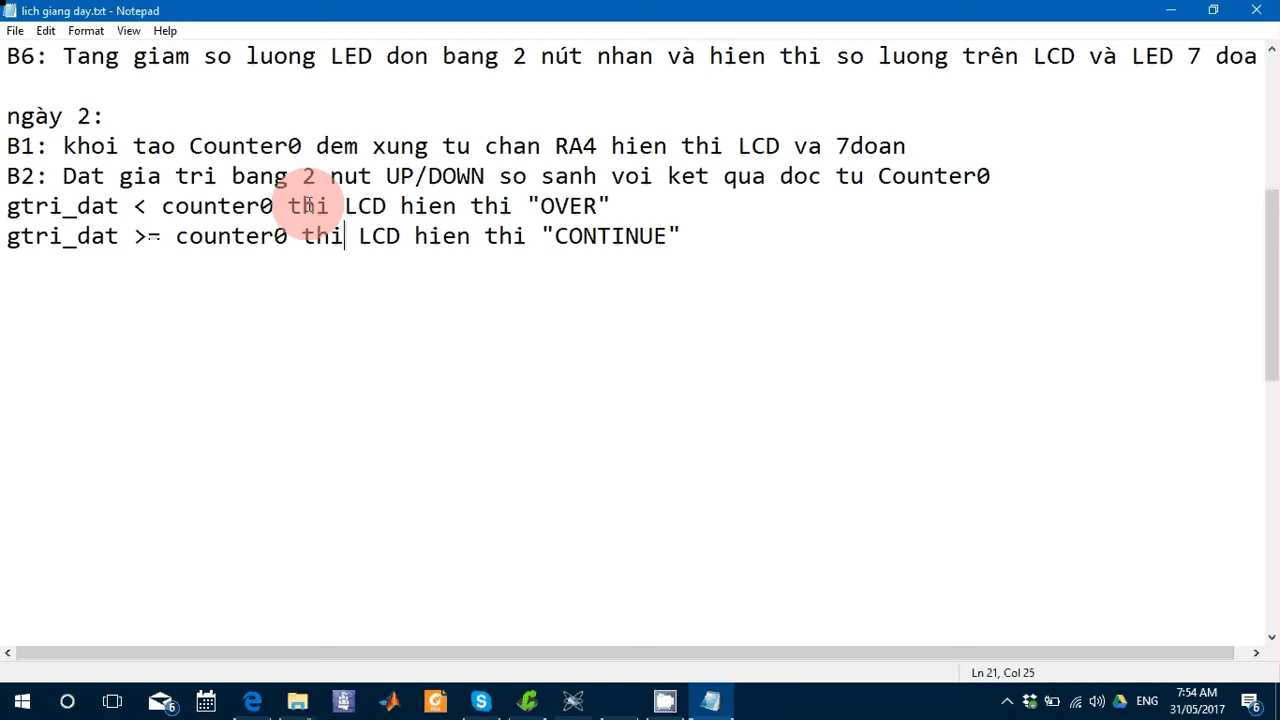 lich giang day.txt - Notepad
File Edit Format View Help
B6: Tang giam so luong LED don bang 2 nút nhan và hien thi so luong trên LCD và LED 7 doa
ngày 2:
B1: khoi tao Counter0 dem xung tu chan RA4 hien thi LCD va 7doan
B2: Dat gia tri bang 2 nut UP/DOWN so sanh voi ket qua doc tu Counter0
gtri_dat < counter0 thi LCD hien thi "OVER"
gtri_dat >= counter0 thi LCD hien thi "CONTINUE"
Ln 21, Col 25
6
ENG
7:54 AM
31/05/2017
6